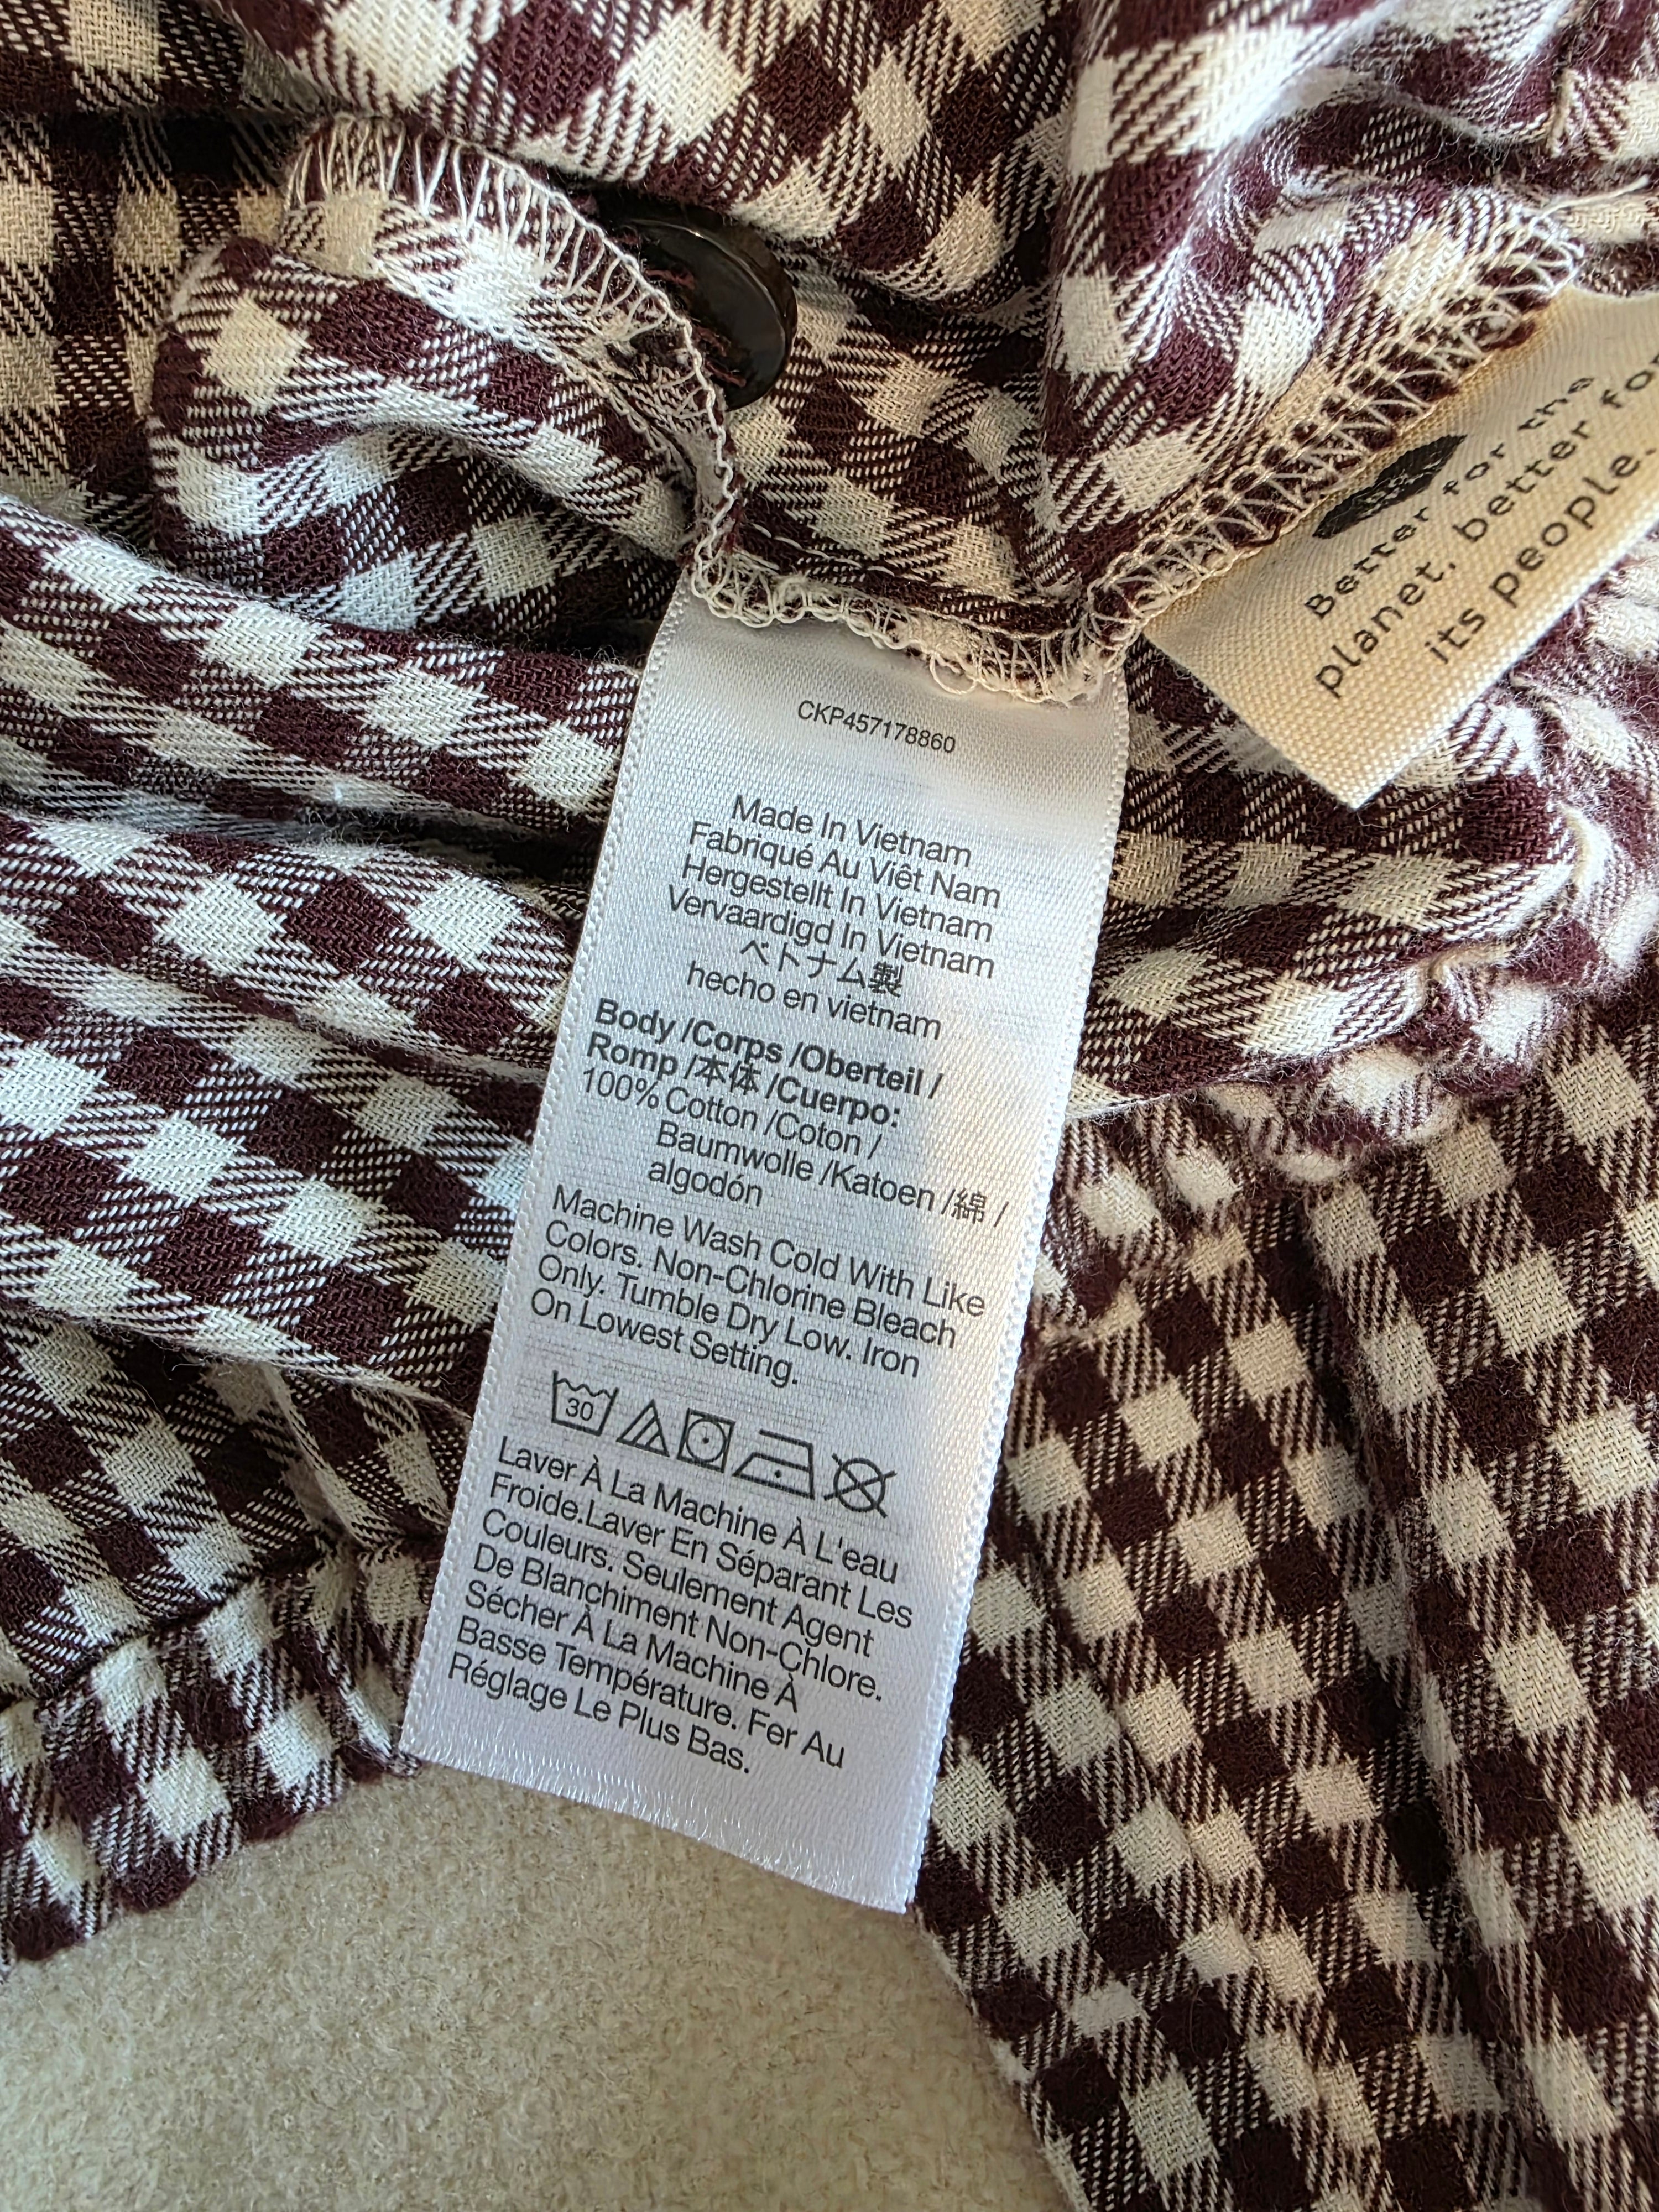 CKP457178860
Made In Vietnam
Fabriqué Au Viêt Nam
Hergestellt In Vietnam
Vervaardigd In Vietnam
ベトナム製
hecho en vietnam
Body /Corps /Oberteil /
Romp /本体 /Cuerpo:
100% Cotton /Coton /
Baumwolle /Katoen /綿 /
algodón
Machine Wash Cold With Like
Colors. Non-Chlorine Bleach
Only. Tumble Dry Low. Iron
On Lowest Setting.
30
Laver À La Machine À L'eau
Froide.Laver En Séparant Les
Couleurs. Seulement Agent
De Blanchiment Non-Chlore.
Sécher À La Machine À
Basse Température. Fer Au
Réglage Le Plus Bas.
Better for the
planet, better for
its people.